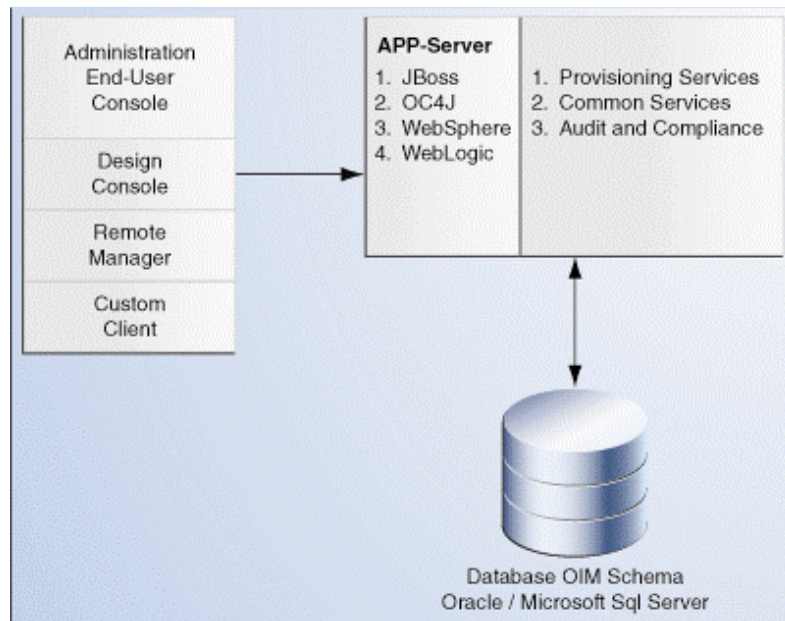 Administration
End-User
Console
Design
Console
Remote
Manager
Custom
Client
APP-Server
1. JBoss
2. OC4J
3. WebSphere
4. WebLogic
1. Provisioning Services
2. Common Services
3. Audit and Compliance
Database OIM Schema
Oracle / Microsoft Sql Server